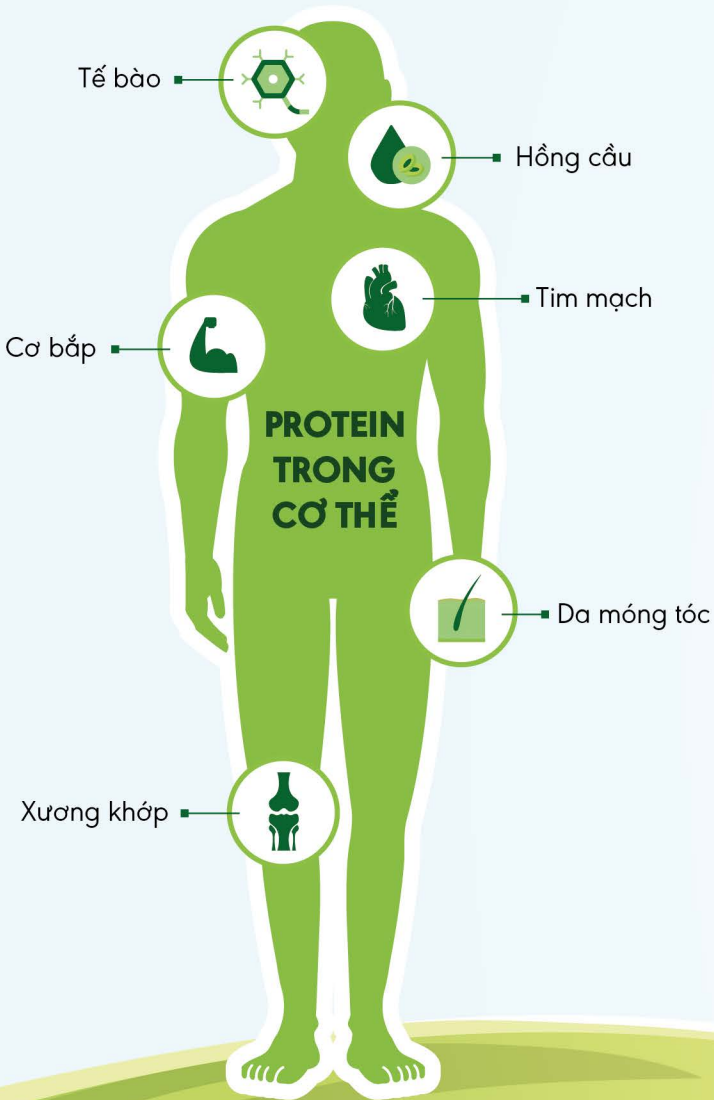 Tế bào
Hồng cầu
Tim mạch
Cơ bắp
PROTEIN
TRONG
CƠ THỂ
Da móng tóc
Xương khớp